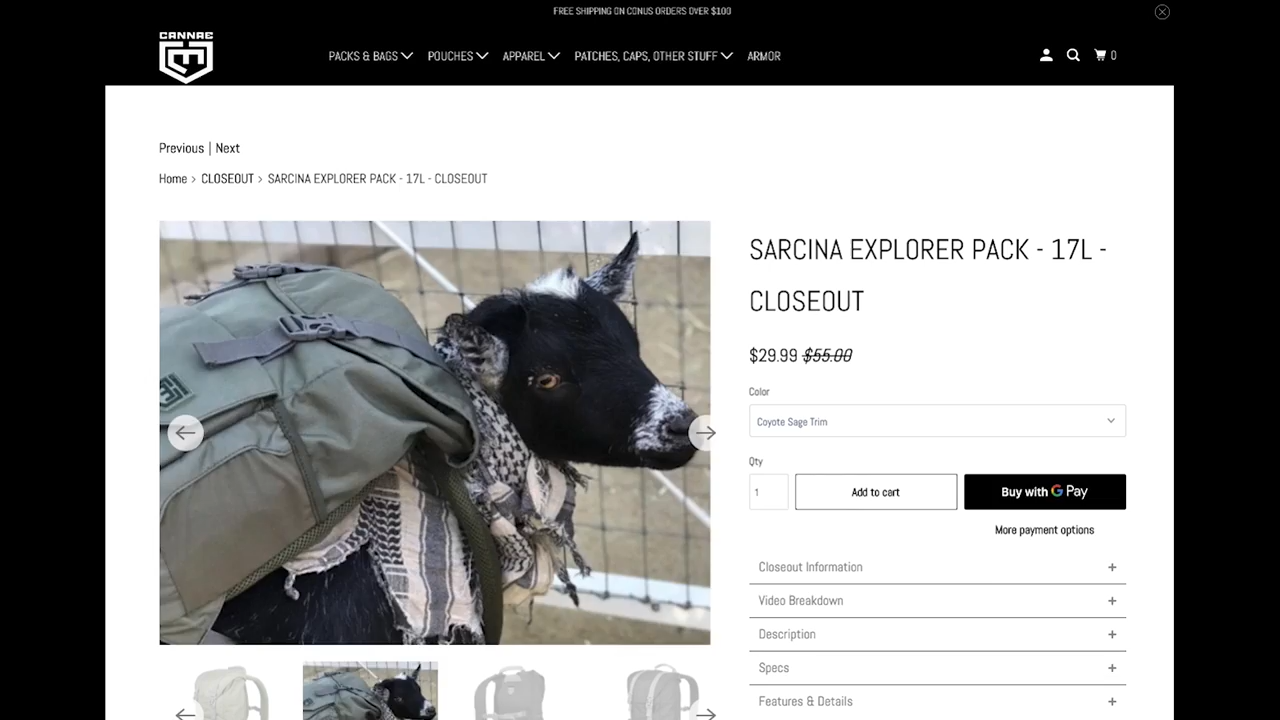 FREE SHIPPING ON CONUS ORDERS OVER $100
CANNAE
PACKS & BAGS
POUCHES
APPAREL
PATCHES, CAPS, OTHER STUFF
ARMOR
0
Previous | Next
Home > CLOSEOUT > SARCINA EXPLORER PACK - 17L - CLOSEOUT
SARCINA EXPLORER PACK - 17L -
CLOSEOUT
$29.99 $55.00
Color
Coyote Sage Trim
Qty
1
Add to cart
Buy with G Pay
More payment options
Closeout Information +
Video Breakdown +
Description +
Specs +
Features & Details +